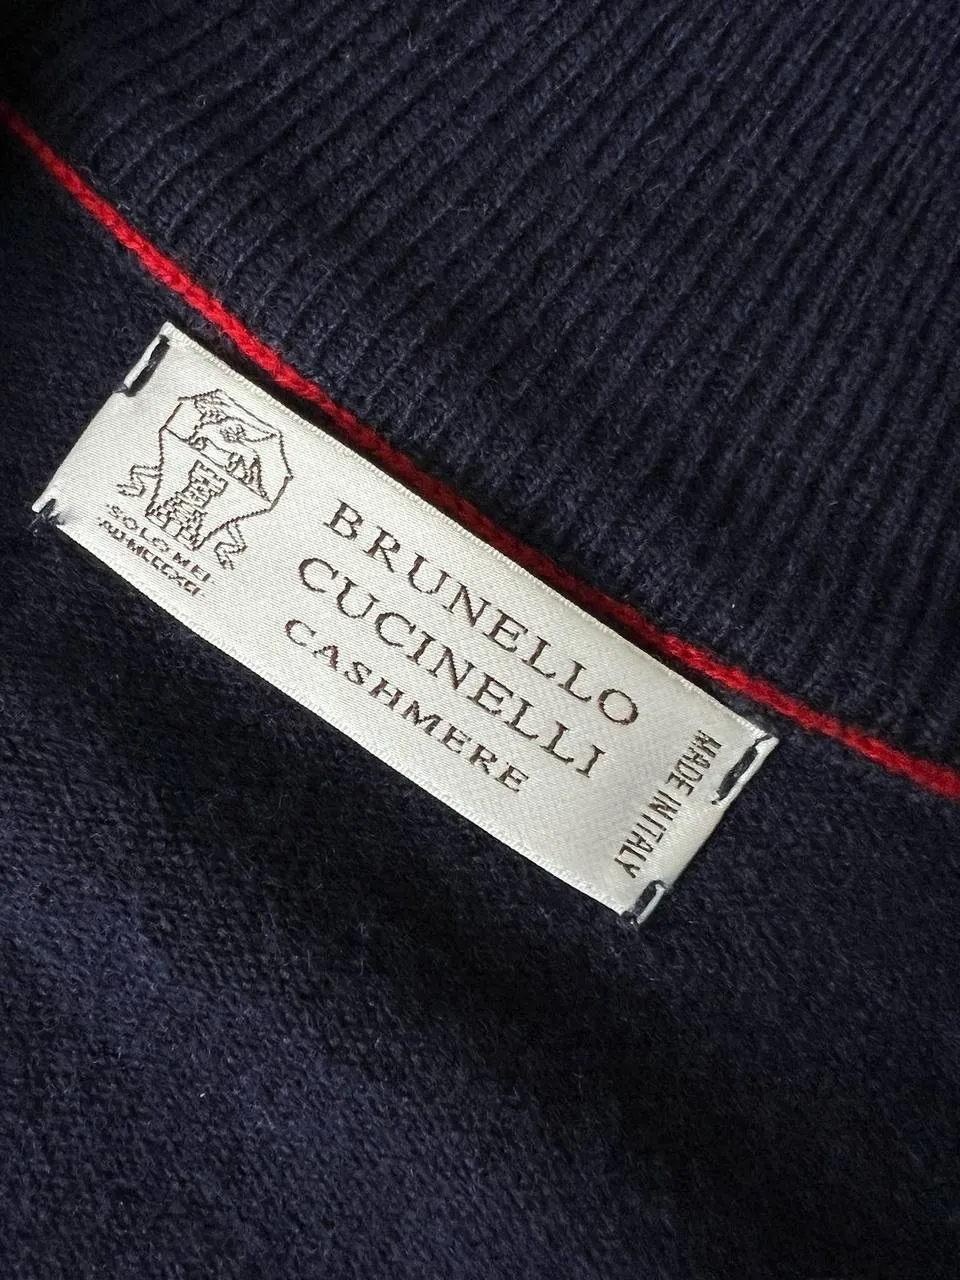 ·SOLOMEI·
BRUNELLO
CUCINELLI
CASHMERE
MADE IN ITALY